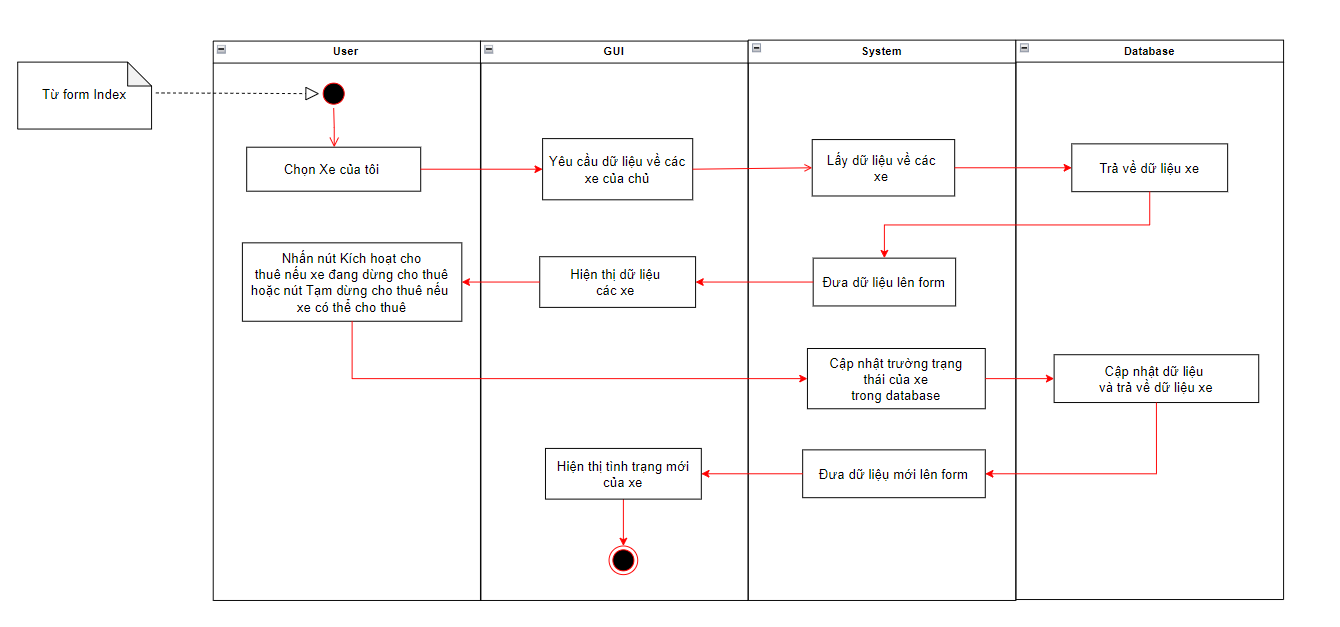 User
GUI
System
Database
Từ form Index
Chọn Xe của tôi
Yêu cầu dữ liệu về các
xe của chủ
Lấy dữ liệu về các
xe
Trả về dữ liệu xe
Nhấn nút Kích hoạt cho
thuê nếu xe đang dừng cho thuê
hoặc nút Tạm dừng cho thuê nếu
xe có thể cho thuê
Hiện thị dữ liệu
các xe
Đưa dữ liệu lên form
Cập nhật trường trạng
thái của xe
trong database
Cập nhật dữ liệu
và trả về dữ liệu xe
Hiện thị tình trạng mới
của xe
Đưa dữ liệụ mới lên form